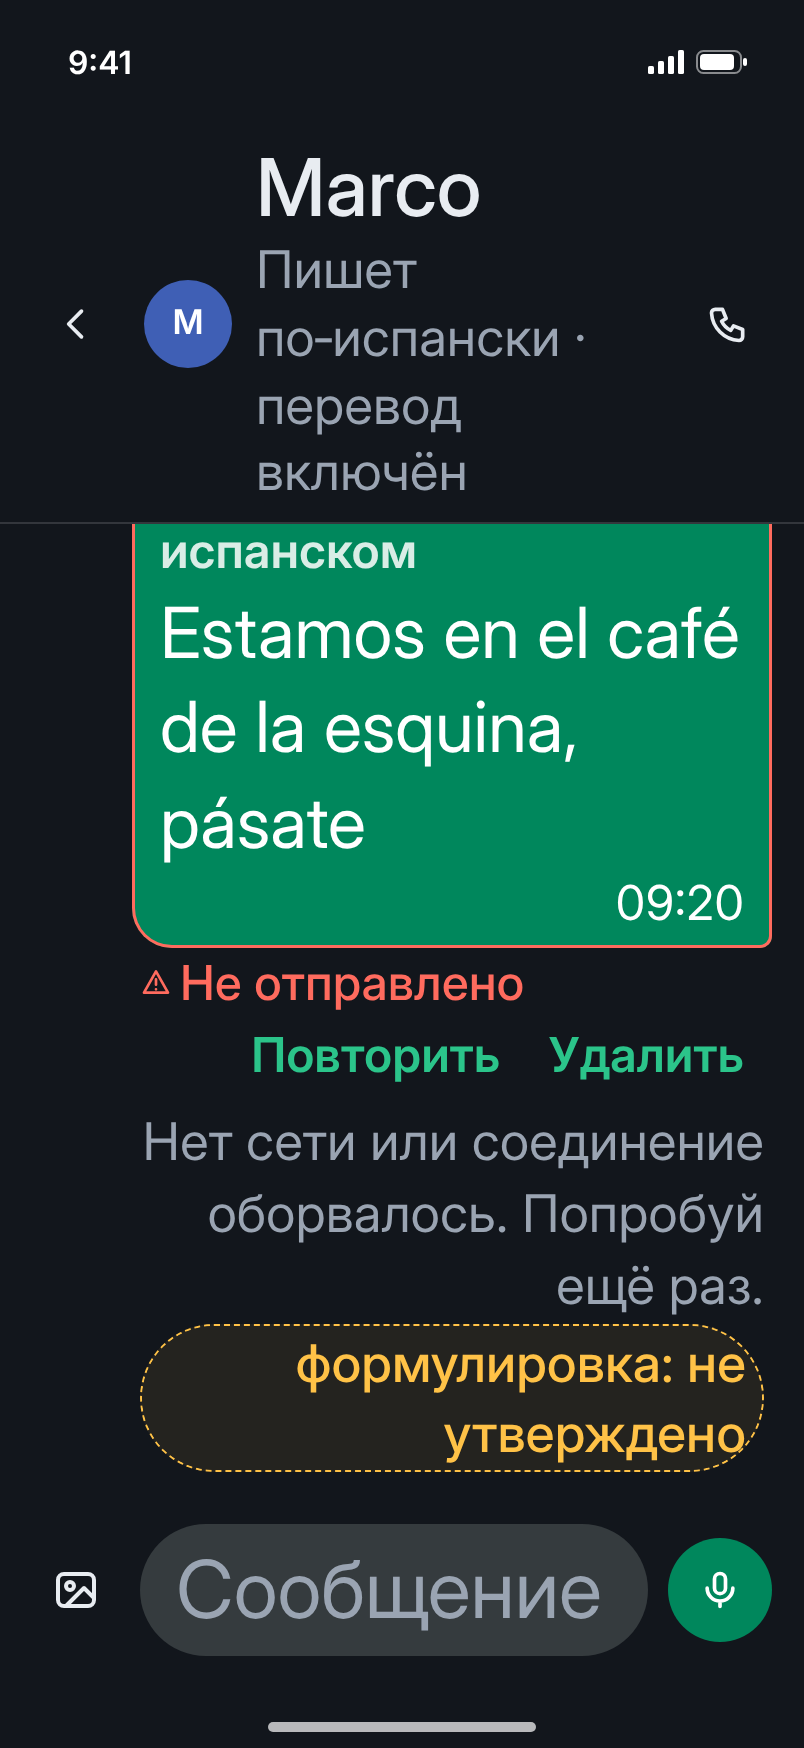 9:41
Marco
Пишет
по-испански ·
перевод
включён
M
испанском
Estamos en el café
de la esquina,
pásate
09:20
Не отправлено
Повторить Удалить
Нет сети или соединение
оборвалось. Попробуй
ещё раз.
формулировка: не
утверждено
Сообщение